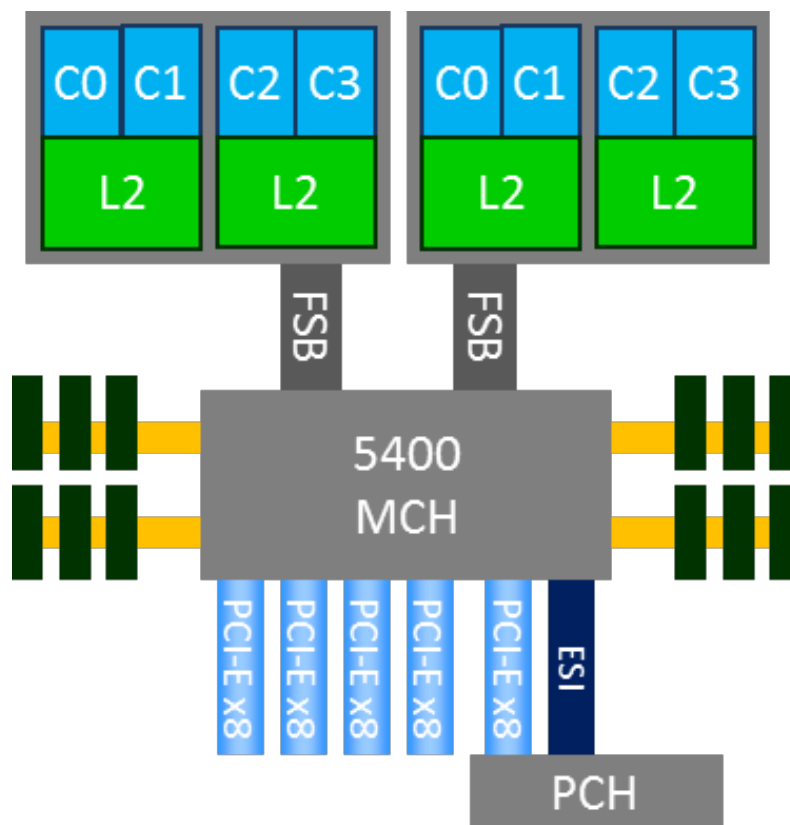 C0 C1 C2 C3 C0 C1 C2 C3
L2 L2 L2 L2
FSB FSB
5400
MCH
PCI-E x8 PCI-E x8 PCI-E x8 PCI-E x8 PCI-E x8 ESI
PCH